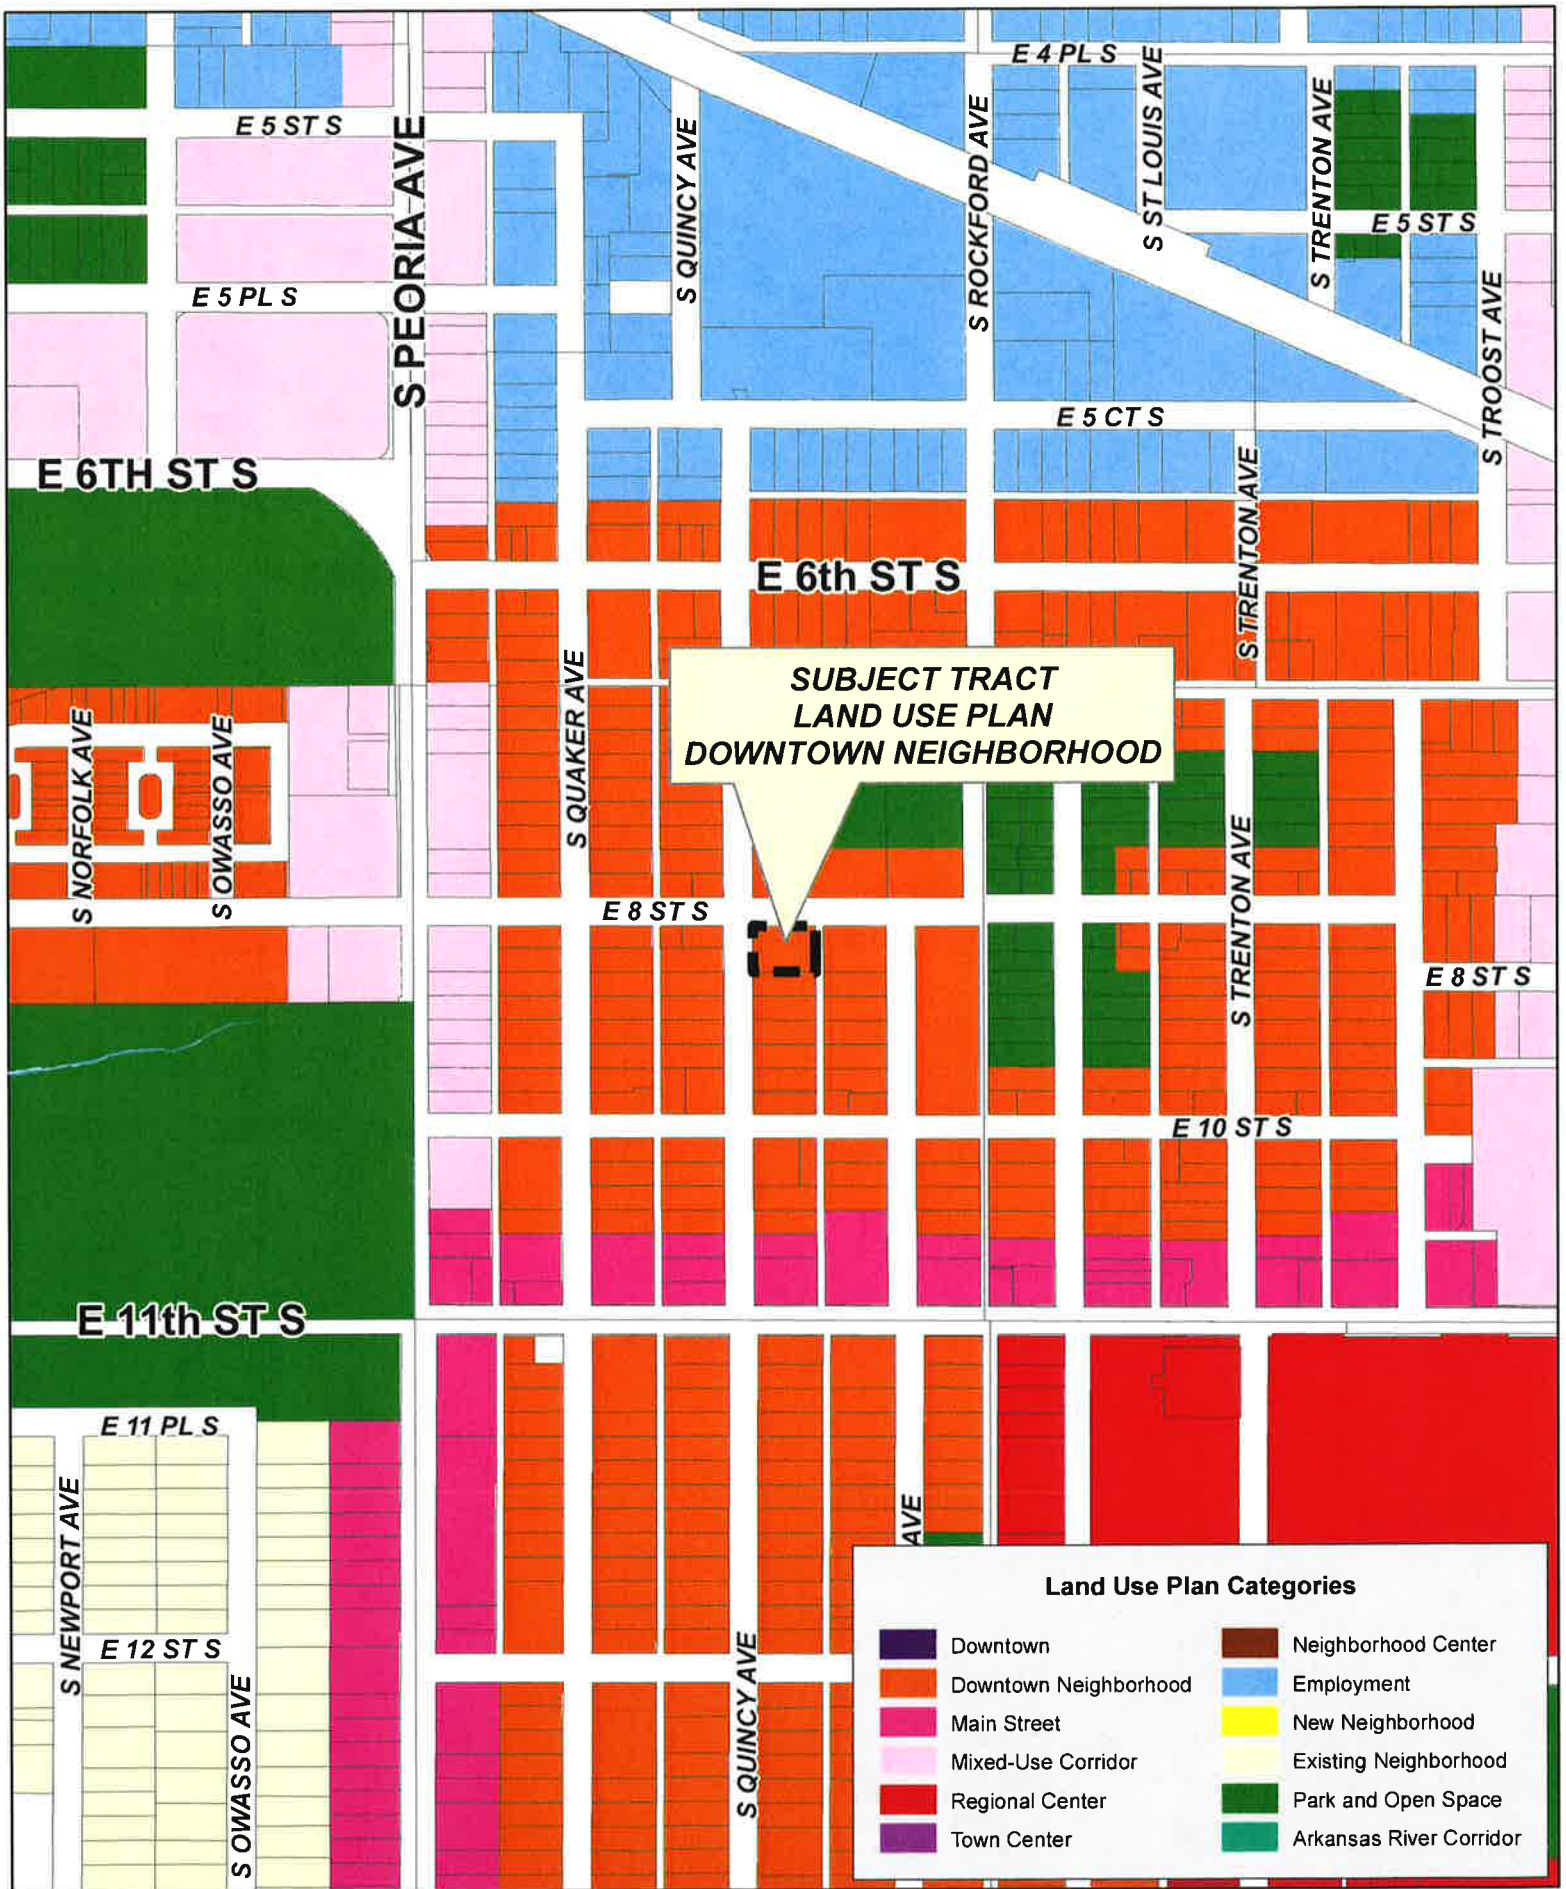 E 4 PL S
E 5 ST S
S PEORIA AVE
S QUINCY AVE
S ROCKFORD AVE
S ST LOUIS AVE
S TRENTON AVE
E 5 ST S
E 5 PL S
S TROOST AVE
E 5 CT S
E 6TH ST S
S TRENTON AVE
E 6th ST S
SUBJECT TRACT
LAND USE PLAN
DOWNTOWN NEIGHBORHOOD
S QUAKER AVE
S NORFOLK AVE
S OWASSO AVE
S TRENTON AVE
E 8 ST S
E 8 ST S
E 10 ST S
E 11th ST S
E 11 PL S
S NEWPORT AVE
AVE
E 12 ST S
S OWASSO AVE
S QUINCY AVE
Land Use Plan Categories
Downtown
Downtown Neighborhood
Main Street
Mixed-Use Corridor
Regional Center
Town Center
Neighborhood Center
Employment
New Neighborhood
Existing Neighborhood
Park and Open Space
Arkansas River Corridor